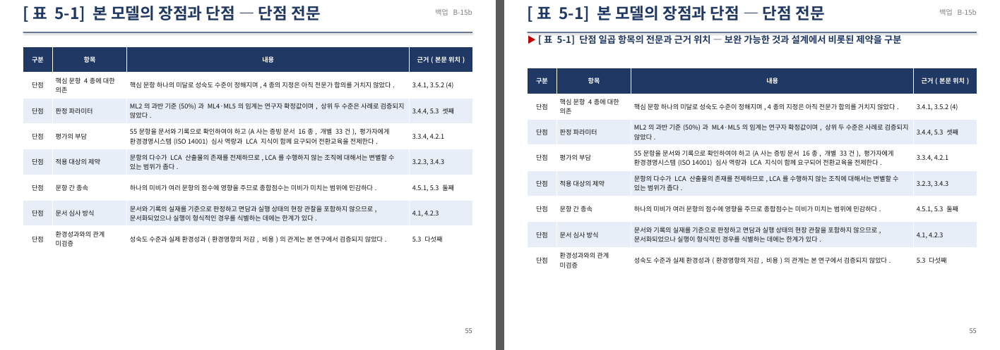 [ 표 5-1] 본 모델의 장점과 단점 — 단점 전문
백업 B-15b
구분 항목 내용 근거 ( 본문 위치 )
단점 핵심 문항 4 종에 대한 의존 핵심 문항 하나의 미달로 성숙도 수준이 정해지며 , 4 종의 지정은 아직 전문가 합의를 거치지 않았다 . 3.4.1, 3.5.2 (4)
단점 판정 파라미터 ML2 의 과반 기준 (50%) 과 ML4·ML5 의 임계는 연구자 확정값이며 , 상위 두 수준은 사례로 검증되지 않았다 . 3.4.4, 5.3 셋째
단점 평가의 부담 55 문항을 문서와 기록으로 확인하여야 하고 (A 사는 증빙 문서 16 종 , 개별 33 건 ), 평가자에게 환경경영시스템 (ISO 14001) 심사 역량과 LCA 지식이 함께 요구되어 전환교육을 전제한다 . 3.3.4, 4.2.1
단점 적용 대상의 제약 문항의 다수가 LCA 산출물의 존재를 전제하므로 , LCA 를 수행하지 않는 조직에 대해서는 변별할 수 있는 범위가 좁다 . 3.2.3, 3.4.3
단점 문항 간 종속 하나의 미비가 여러 문항의 점수에 영향을 주므로 종합점수는 미비가 미치는 범위에 민감하다 . 4.5.1, 5.3 둘째
단점 문서 심사 방식 문서와 기록의 실재를 기준으로 판정하고 면담과 실행 상태의 현장 관찰을 포함하지 않으므로 , 문서화되었으나 실행이 형식적인 경우를 식별하는 데에는 한계가 있다 . 4.1, 4.2.3
단점 환경성과와의 관계 미검증 성숙도 수준과 실제 환경성과 ( 환경영향의 저감 , 비용 ) 의 관계는 본 연구에서 검증되지 않았다 . 5.3 다섯째
55
[ 표 5-1] 본 모델의 장점과 단점 — 단점 전문
백업 B-15b
▶ [ 표 5-1] 단점 일곱 항목의 전문과 근거 위치 — 보완 가능한 것과 설계에서 비롯된 제약을 구분
구분 항목 내용 근거 ( 본문 위치 )
단점 핵심 문항 4 종에 대한 의존 핵심 문항 하나의 미달로 성숙도 수준이 정해지며 , 4 종의 지정은 아직 전문가 합의를 거치지 않았다 . 3.4.1, 3.5.2 (4)
단점 판정 파라미터 ML2 의 과반 기준 (50%) 과 ML4·ML5 의 임계는 연구자 확정값이며 , 상위 두 수준은 사례로 검증되지 않았다 . 3.4.4, 5.3 셋째
단점 평가의 부담 55 문항을 문서와 기록으로 확인하여야 하고 (A 사는 증빙 문서 16 종 , 개별 33 건 ), 평가자에게 환경경영시스템 (ISO 14001) 심사 역량과 LCA 지식이 함께 요구되어 전환교육을 전제한다 . 3.3.4, 4.2.1
단점 적용 대상의 제약 문항의 다수가 LCA 산출물의 존재를 전제하므로 , LCA 를 수행하지 않는 조직에 대해서는 변별할 수 있는 범위가 좁다 . 3.2.3, 3.4.3
단점 문항 간 종속 하나의 미비가 여러 문항의 점수에 영향을 주므로 종합점수는 미비가 미치는 범위에 민감하다 . 4.5.1, 5.3 둘째
단점 문서 심사 방식 문서와 기록의 실재를 기준으로 판정하고 면담과 실행 상태의 현장 관찰을 포함하지 않으므로 , 문서화되었으나 실행이 형식적인 경우를 식별하는 데에는 한계가 있다 . 4.1, 4.2.3
단점 환경성과와의 관계 미검증 성숙도 수준과 실제 환경성과 ( 환경영향의 저감 , 비용 ) 의 관계는 본 연구에서 검증되지 않았다 . 5.3 다섯째
55